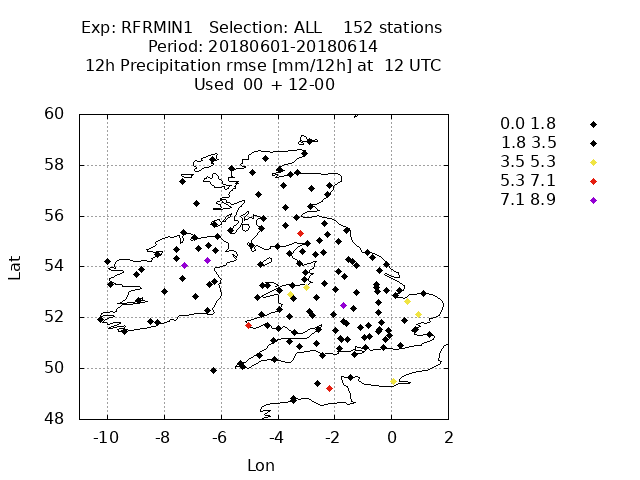 Exp: RFRMIN1 Selection: ALL 152 stations
Period: 20180601-20180614
12h Precipitation rmse [mm/12h] at 12 UTC
Used 00 + 12-00
0.0 1.8
1.8 3.5
3.5 5.3
5.3 7.1
7.1 8.9
Lat
60
58
56
54
52
50
48
-10 -8 -6 -4 -2 0 2
Lon